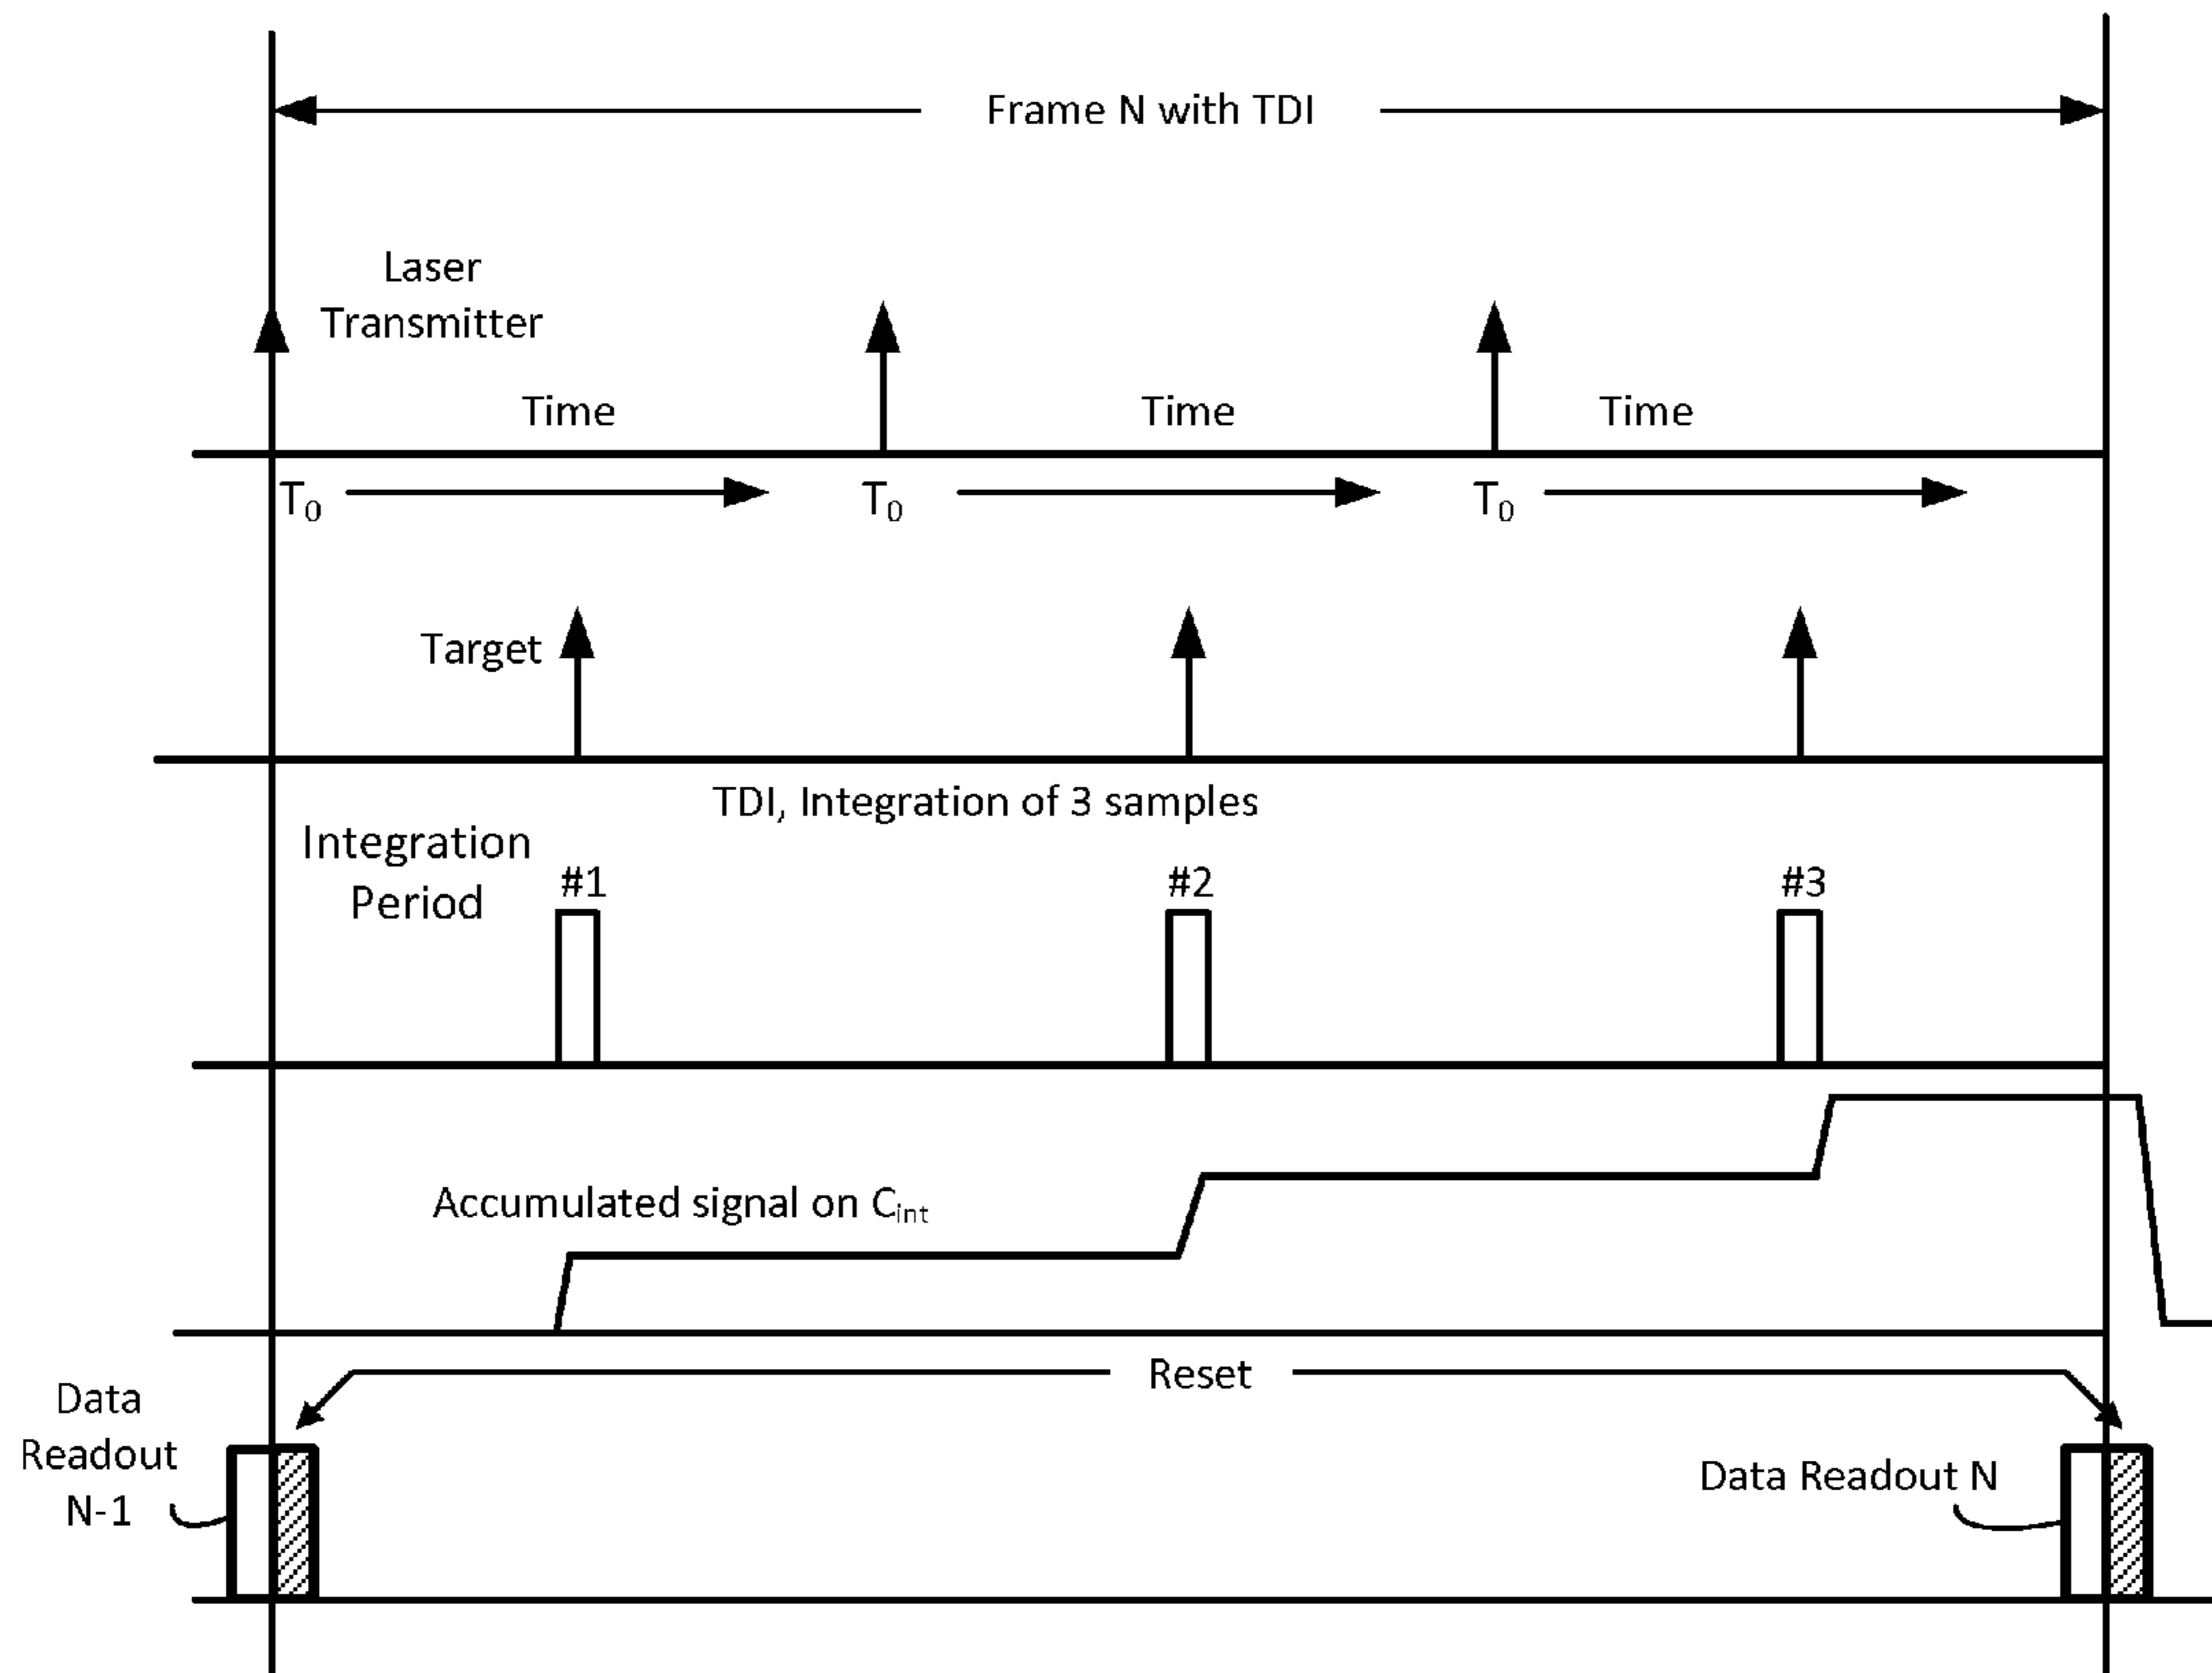 Frame N with TDI
Laser
Transmitter
Time
Time
Time
T₀
T₀
T₀
Target
TDI, Integration of 3 samples
Integration
Period
#1
#2
#3
Accumulated signal on Cᵢₙₜ
Reset
Data
Readout
N-1
Data Readout N